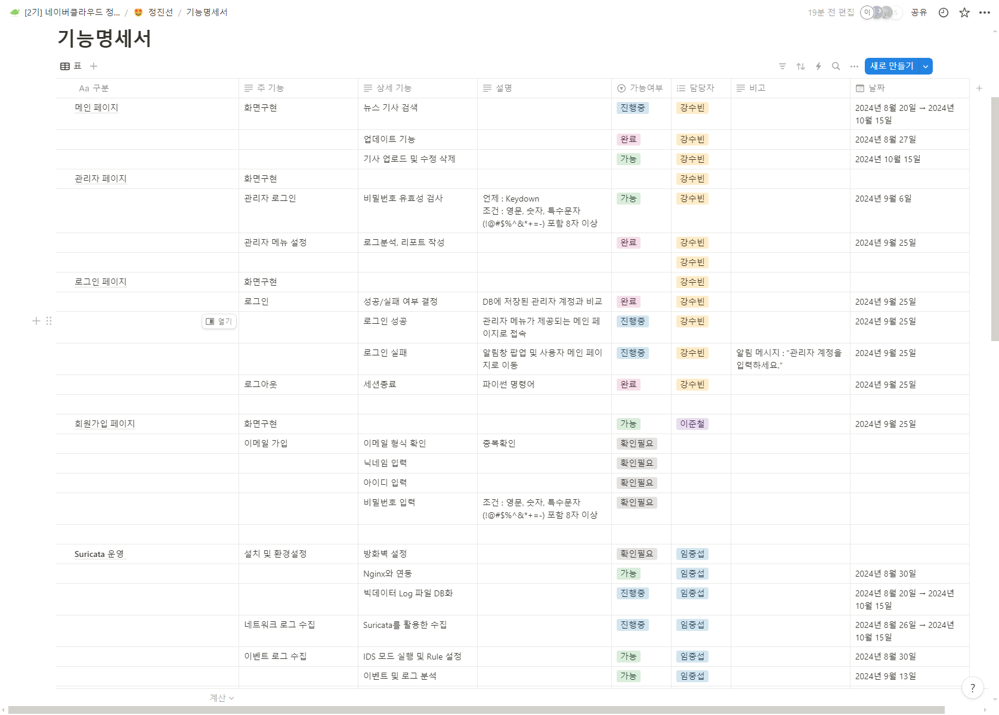 [2기] 네이버클라우드 정... / 정진선 / 기능명세서
19분 전 편집 이 S 공유
기능명세서
표
새로 만들기
Aa 구분 주 기능 상세 기능 설명 가능여부 담당자 비고 날짜
메인 페이지 화면구현 뉴스 기사 검색 진행중 강수빈 2024년 8월 20일 → 2024년
10월 15일
업데이트 기능 완료 강수빈 2024년 8월 27일
기사 업로드 및 수정 삭제 가능 강수빈 2024년 10월 15일
관리자 페이지 화면구현 강수빈
관리자 로그인 비밀번호 유효성 검사 언제 : Keydown 가능 강수빈 2024년 9월 6일
조건 : 영문, 숫자, 특수문자
(!@#$%^&*+=-) 포함 8자 이상
관리자 메뉴 설정 로그분석, 리포트 작성 완료 강수빈 2024년 9월 25일
강수빈
로그인 페이지 화면구현 강수빈
로그인 성공/실패 여부 결정 DB에 저장된 관리자 계정과 비교 완료 강수빈 2024년 9월 25일
열기 로그인 성공 관리자 메뉴가 제공되는 메인 페 진행중 강수빈 2024년 9월 25일
이지로 접속
로그인 실패 알림창 팝업 및 사용자 메인 페이 진행중 강수빈 알림 메시지 : “관리자 계정을 2024년 9월 25일
지로 이동 입력하세요.”
로그아웃 세션종료 파이썬 명령어 완료 강수빈 2024년 9월 25일
회원가입 페이지 화면구현 가능 이준철 2024년 9월 25일
이메일 가입 이메일 형식 확인 중복확인 확인필요
닉네임 입력 확인필요
아이디 입력 확인필요
비밀번호 입력 조건 : 영문, 숫자, 특수문자 확인필요
(!@#$%^&*+=-) 포함 8자 이상
Suricata 운영 설치 및 환경설정 방화벽 설정 확인필요 임중섭
Nginx와 연동 가능 임중섭 2024년 8월 30일
빅데이터 Log 파일 DB화 진행중 임중섭 2024년 8월 20일 → 2024년
10월 15일
네트워크 로그 수집 Suricata를 활용한 수집 진행중 임중섭 2024년 8월 26일 → 2024년
10월 15일
이벤트 로그 수집 IDS 모드 실행 및 Rule 설정 가능 임중섭 2024년 8월 30일
이벤트 및 로그 분석 가능 임중섭 2024년 9월 13일
계산
?